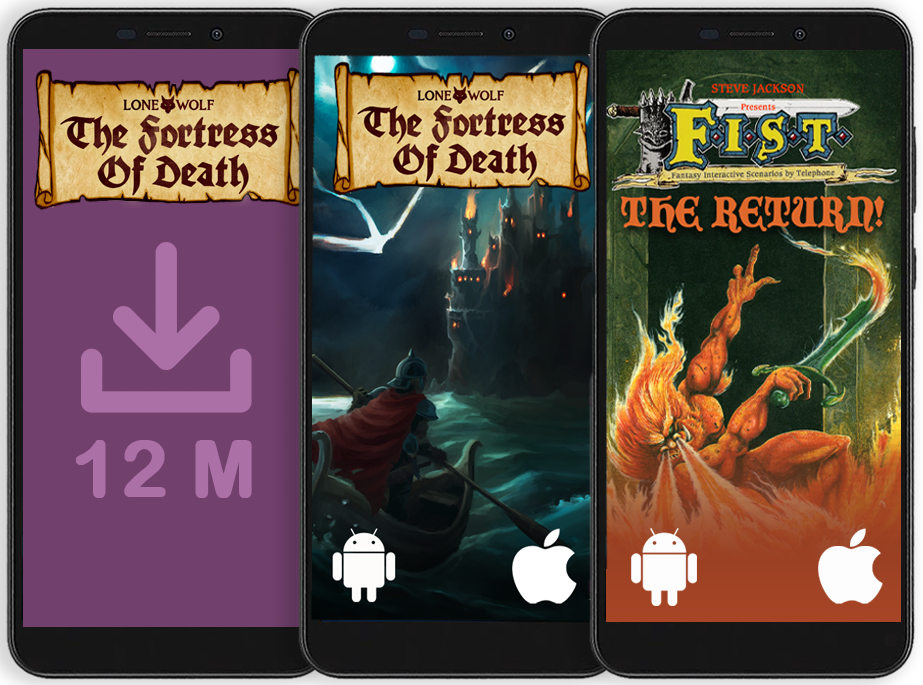 LONE WOLF
The Fortress
Of Death
12 M
LONE WOLF
The Fortress
Of Death
STEVE JACKSON
Presents
F·I·S·T·
Fantasy Interactive Scenarios by Telephone
THE RETURN!